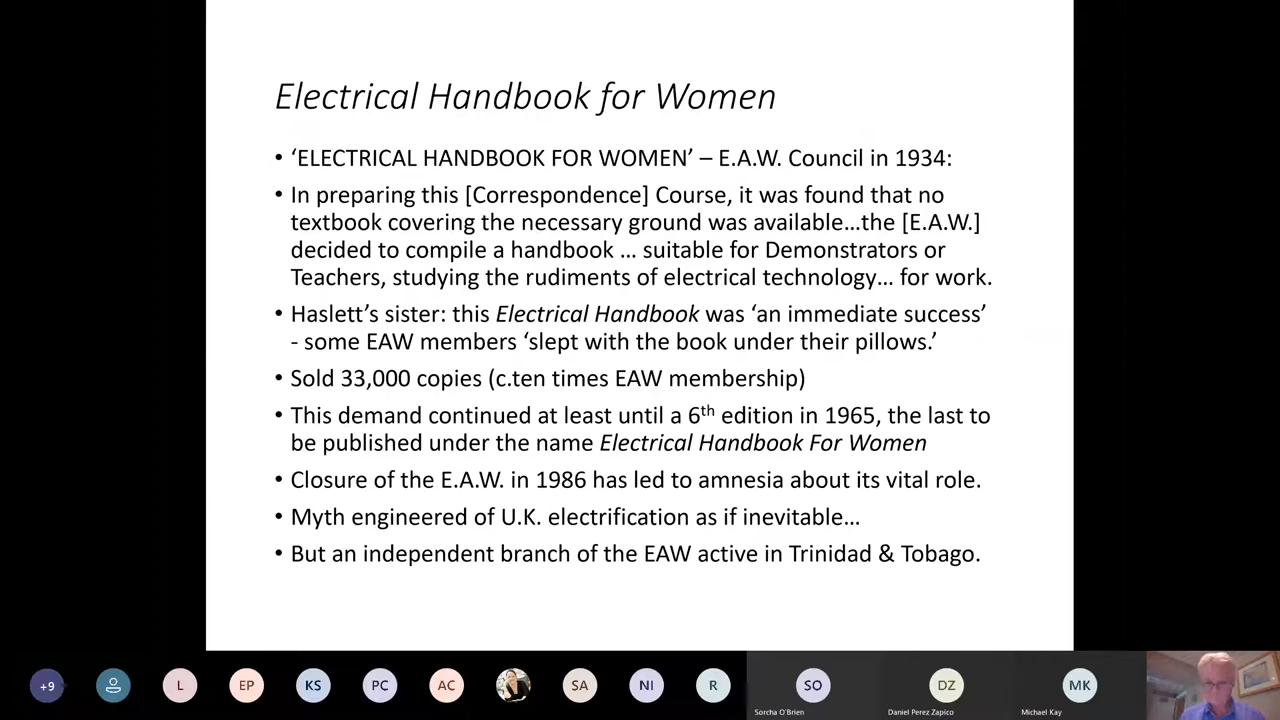 Electrical Handbook for Women
• ‘ELECTRICAL HANDBOOK FOR WOMEN’ – E.A.W. Council in 1934:
• In preparing this [Correspondence] Course, it was found that no
textbook covering the necessary ground was available…the [E.A.W.]
decided to compile a handbook … suitable for Demonstrators or
Teachers, studying the rudiments of electrical technology… for work.
• Haslett’s sister: this Electrical Handbook was ‘an immediate success’
- some EAW members ‘slept with the book under their pillows.’
• Sold 33,000 copies (c.ten times EAW membership)
• This demand continued at least until a 6th edition in 1965, the last to
be published under the name Electrical Handbook For Women
• Closure of the E.A.W. in 1986 has led to amnesia about its vital role.
• Myth engineered of U.K. electrification as if inevitable…
• But an independent branch of the EAW active in Trinidad & Tobago.
+9 L EP KS PC AC SA NI R SO DZ MK
Sorcha O'Brien Daniel Perez Zapico Michael Kay